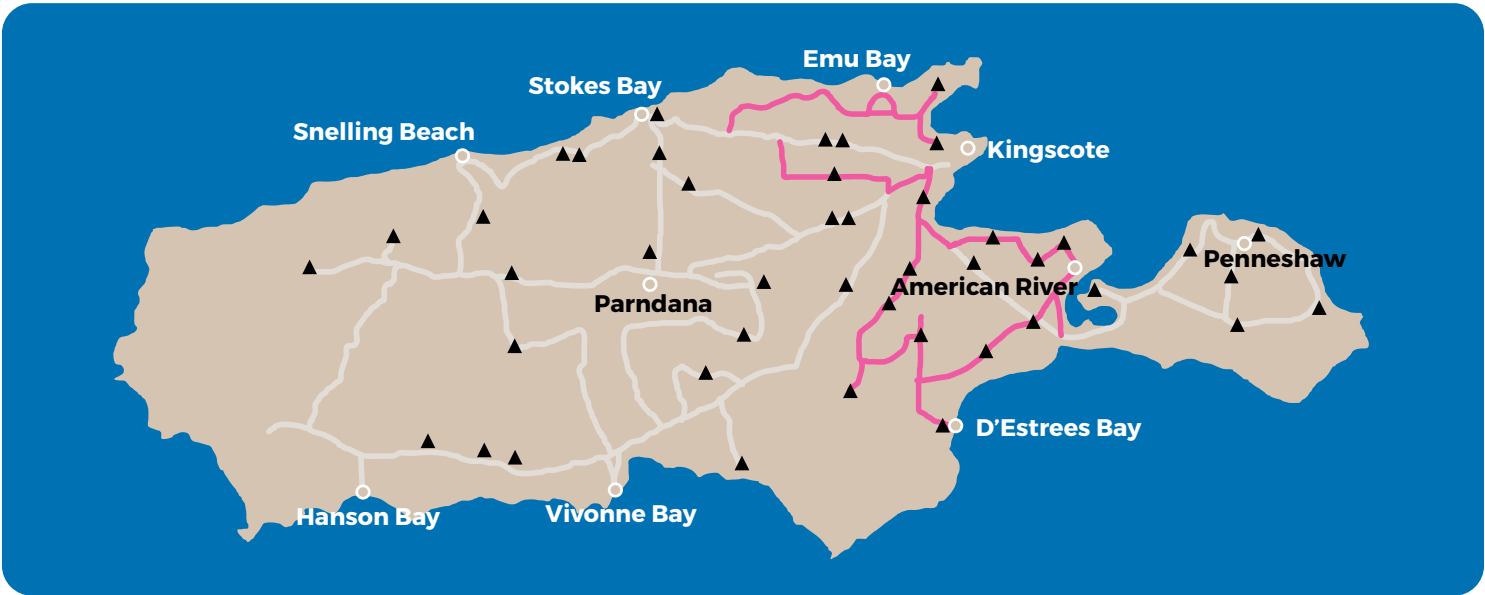 Emu Bay
Stokes Bay
Snelling Beach
Kingscote
Penneshaw
American River
Parndana
D’Estrees Bay
Hanson Bay
Vivonne Bay